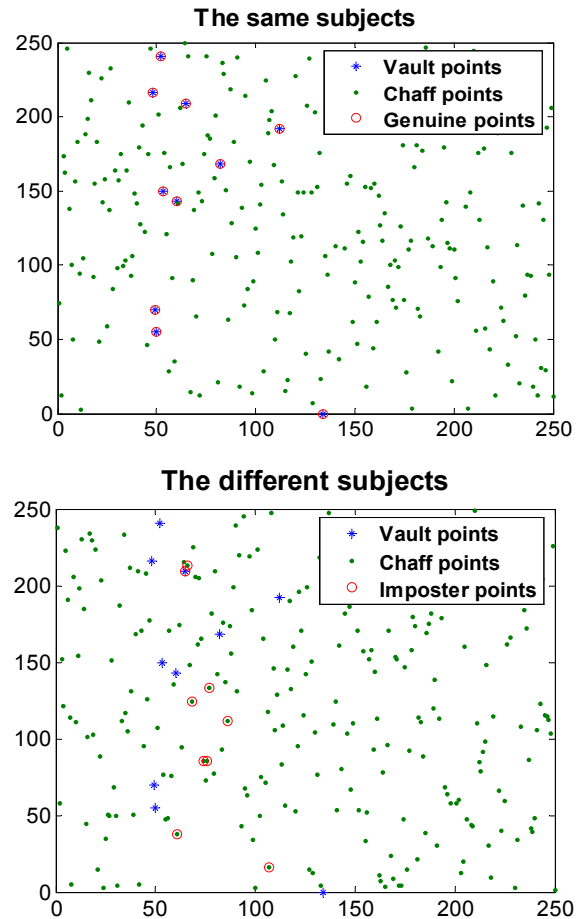 The same subjects
250
200
150
100
50
0
0 50 100 150 200 250
Vault points
Chaff points
Genuine points
The different subjects
250
200
150
100
50
0
0 50 100 150 200 250
Vault points
Chaff points
Imposter points